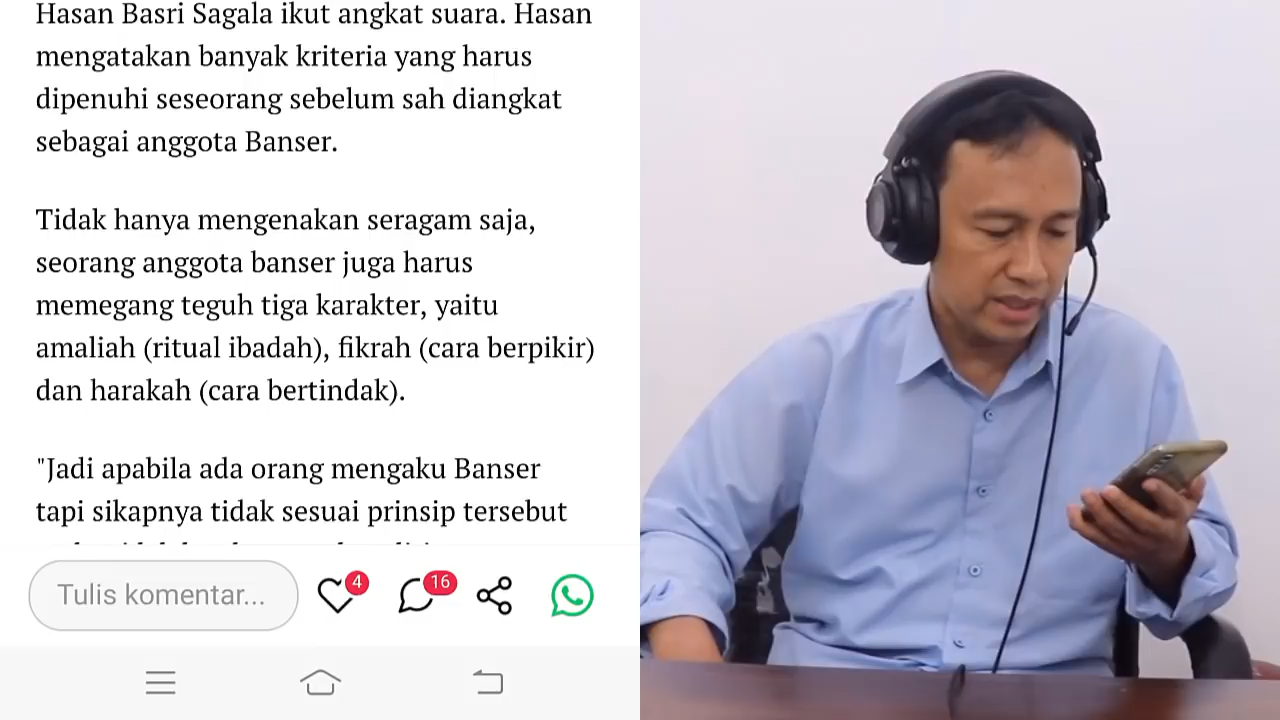 Hasan Basri Sagala ikut angkat suara. Hasan
mengatakan banyak kriteria yang harus
dipenuhi seseorang sebelum sah diangkat
sebagai anggota Banser.
Tidak hanya mengenakan seragam saja,
seorang anggota banser juga harus
memegang teguh tiga karakter, yaitu
amaliah (ritual ibadah), fikrah (cara berpikir)
dan harakah (cara bertindak).
"Jadi apabila ada orang mengaku Banser
tapi sikapnya tidak sesuai prinsip tersebut
Tulis komentar...
4
16